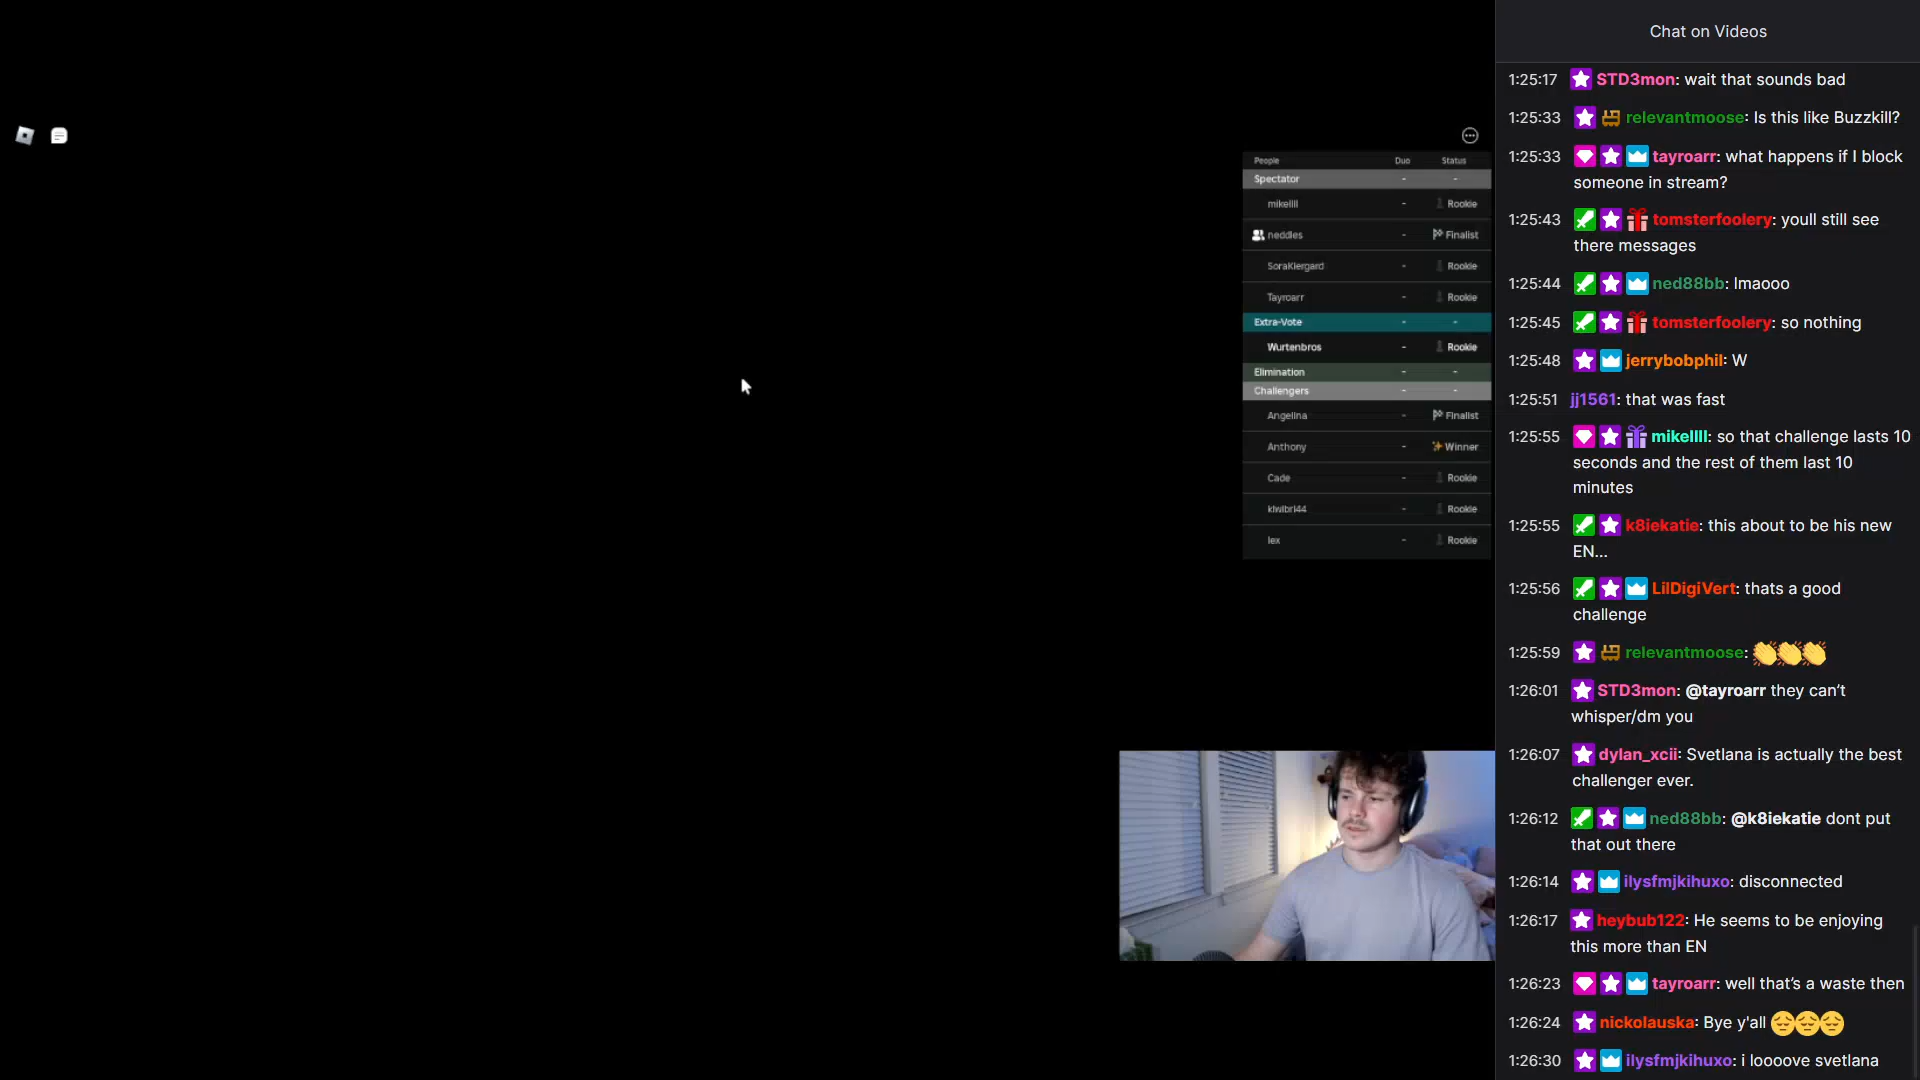 Chat on Videos
1:25:17 STD3mon: wait that sounds bad
1:25:33 relevantmoose: Is this like Buzzkill?
1:25:33 tayroarr: what happens if I block
someone in stream?
1:25:43 tomsterfoolery: youll still see
there messages
1:25:44 ned88bb: lmaooo
1:25:45 tomsterfoolery: so nothing
1:25:48 jerrybobphil: W
1:25:51 jj1561: that was fast
1:25:55 mikellll: so that challenge lasts 10
seconds and the rest of them last 10
minutes
1:25:55 k8iekatie: this about to be his new
EN...
1:25:56 LilDigiVert: thats a good
challenge
1:25:59 relevantmoose: 👏👏👏
1:26:01 STD3mon: @tayroarr they can’t
whisper/dm you
1:26:07 dylan_xcii: Svetlana is actually the best
challenger ever.
1:26:12 ned88bb: @k8iekatie dont put
that out there
1:26:14 ilysfmjkihuxo: disconnected
1:26:17 heybub122: He seems to be enjoying
this more than EN
1:26:23 tayroarr: well that’s a waste then
1:26:24 nickolauska: Bye y'all 😔😔😔
1:26:30 ilysfmjkihuxo: i loooove svetlana
People Duo Status
Spectator - -
mikellll - Rookie
neddles - Finalist
SoraKiergard - Rookie
Tayroarr - Rookie
Extra-Vote - -
Wurtenbros - Rookie
Elimination - -
Challengers - -
Angelina - Finalist
Anthony - Winner
Cade - Rookie
kiwibri44 - Rookie
lex - Rookie